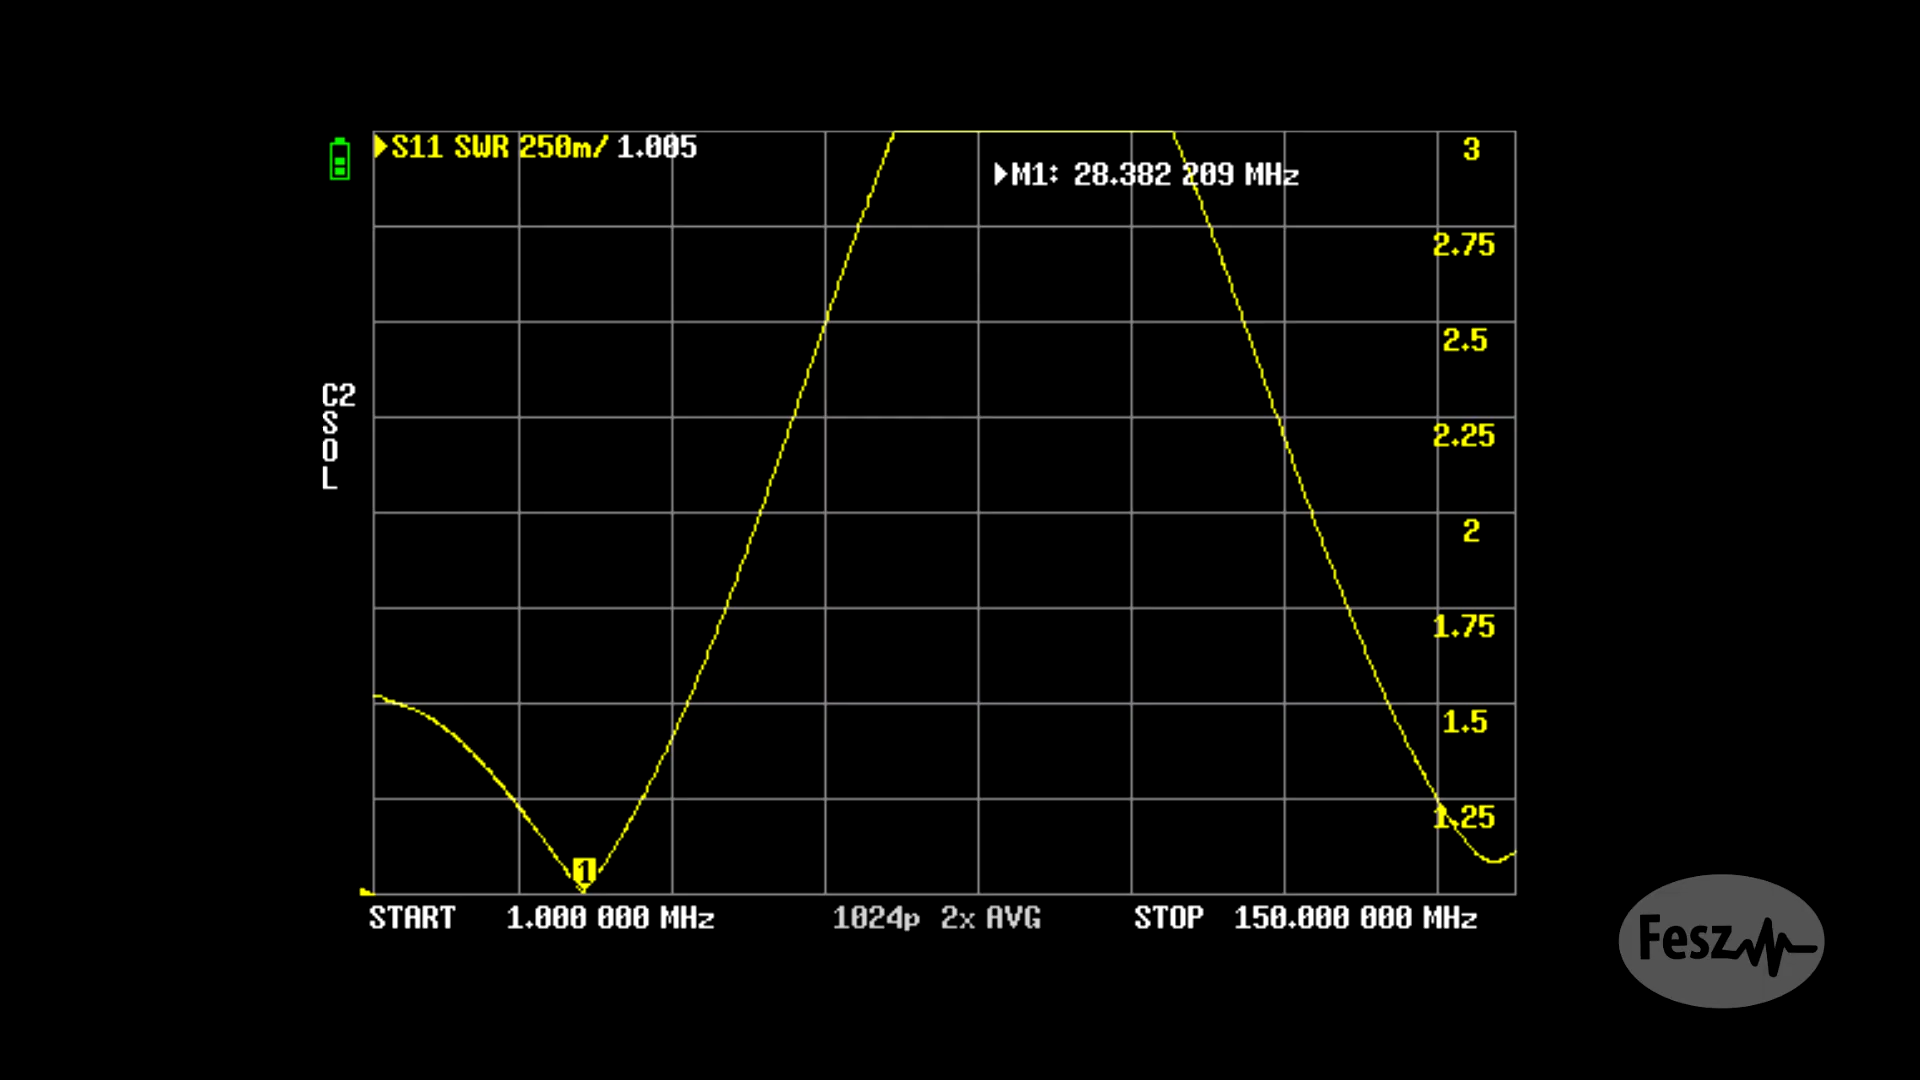 S11 SWR 250m/ 1.005
M1: 28.382 209 MHz
3
2.75
2.5
C2
S
O
L
2.25
2
1.75
1.5
1.25
1
START 1.000 000 MHz 1024p 2x AVG STOP 150.000 000 MHz
Fesz